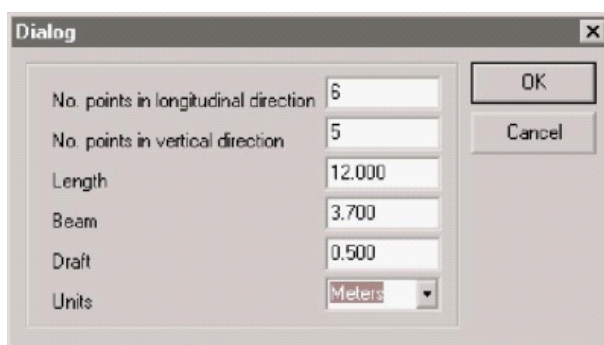 Dialog
No. points in longitudinal direction 6
No. points in vertical direction 5
Length 12.000
Beam 3.700
Draft 0.500
Units Meters
OK
Cancel